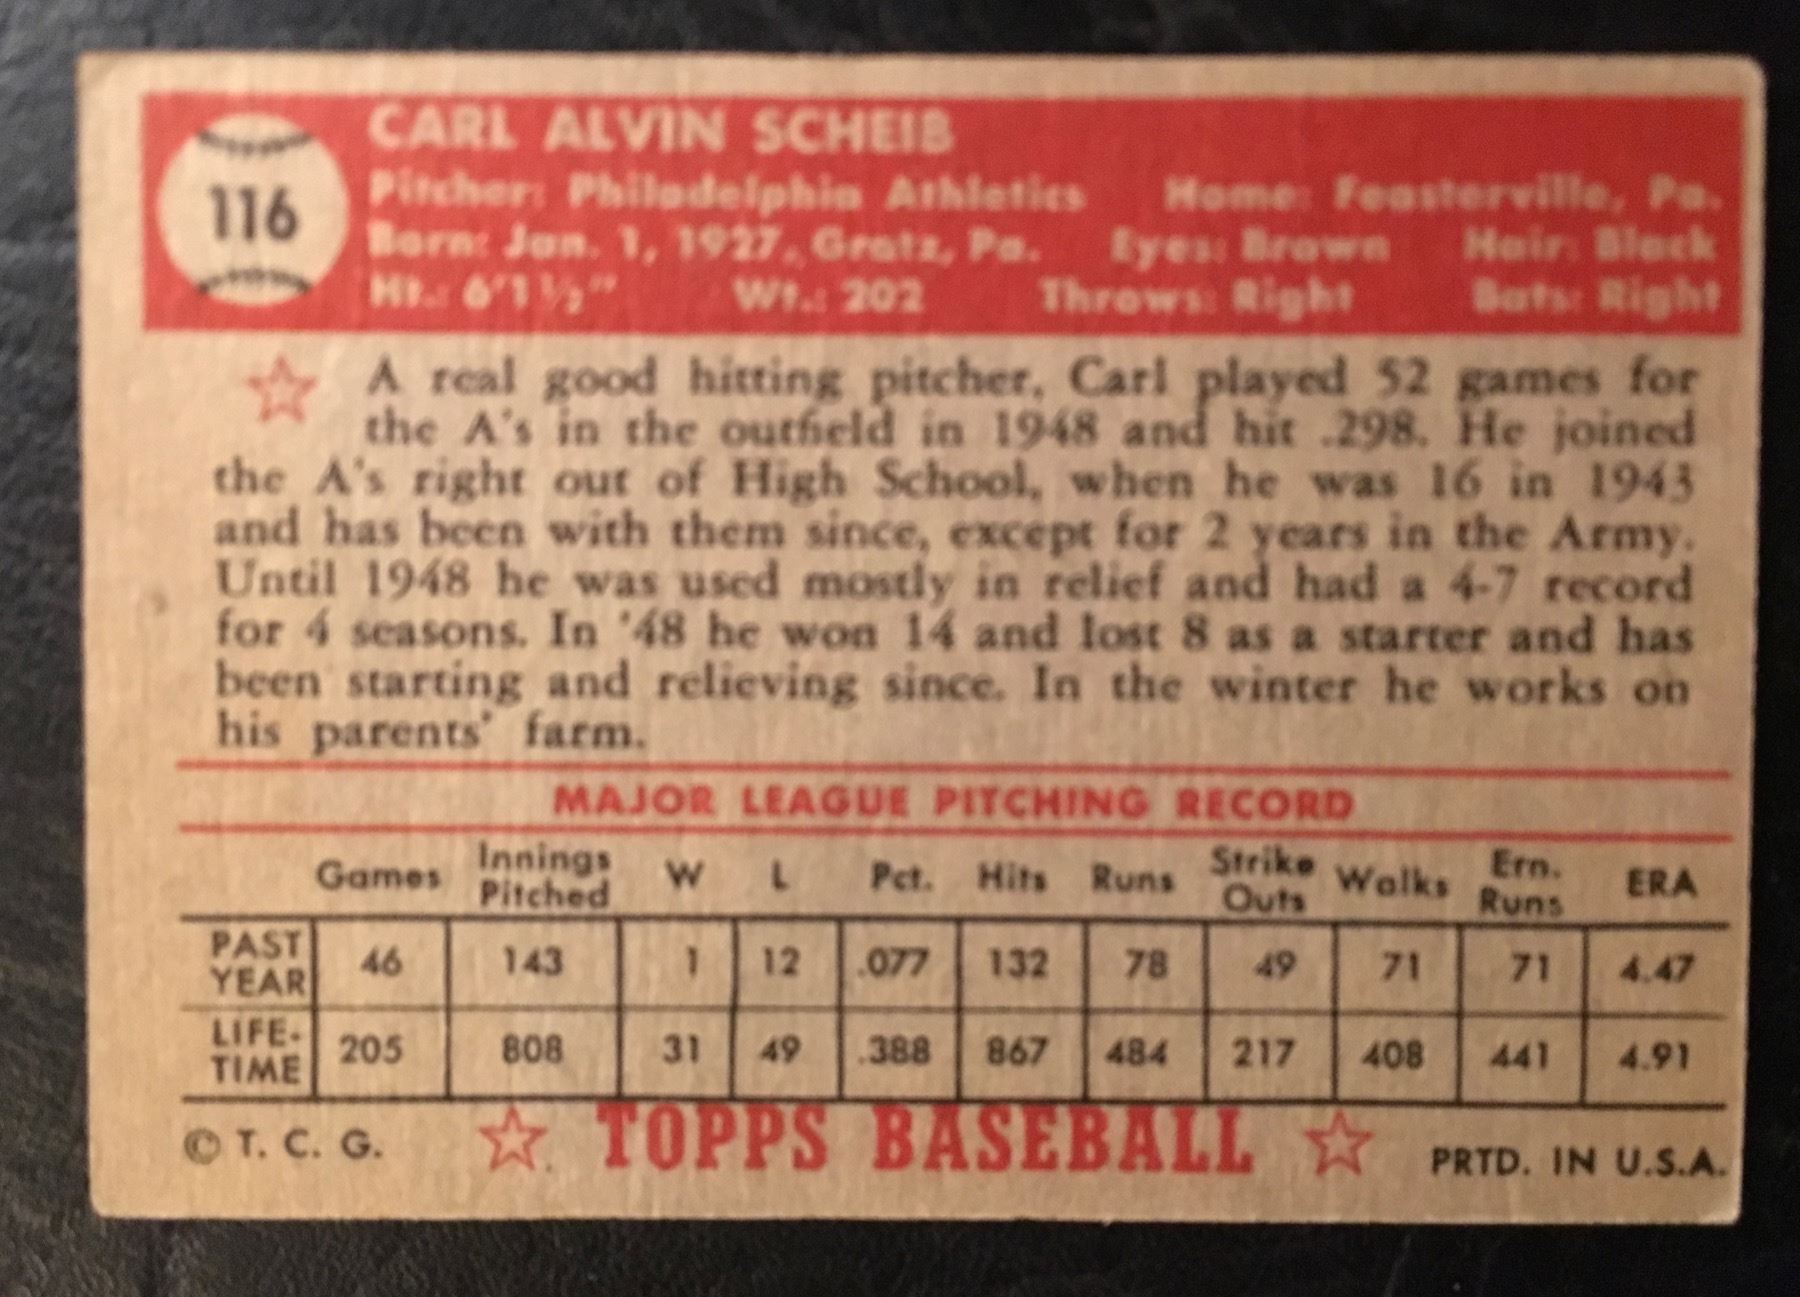 116
CARL ALVIN SCHEIB
Pitcher: Philadelphia Athletics Home: Feasterville, Pa.
Born: Jan. 1, 1927, Gratz, Pa. Eyes: Brown Hair: Black
Ht.: 6'1½" Wt.: 202 Throws: Right Bats: Right
A real good hitting pitcher, Carl played 52 games for
the A's in the outfield in 1948 and hit .298. He joined
the A's right out of High School, when he was 16 in 1943
and has been with them since, except for 2 years in the Army.
Until 1948 he was used mostly in relief and had a 4-7 record
for 4 seasons. In '48 he won 14 and lost 8 as a starter and has
been starting and relieving since. In the winter he works on
his parents' farm.
MAJOR LEAGUE PITCHING RECORD
Games Innings Pitched W L Pct. Hits Runs Strike Outs Walks Ern. Runs ERA
PAST YEAR 46 143 1 12 .077 132 78 49 71 71 4.47
LIFE-TIME 205 808 31 49 .388 867 484 217 408 441 4.91
© T. C. G. TOPPS BASEBALL PRTD. IN U.S.A.